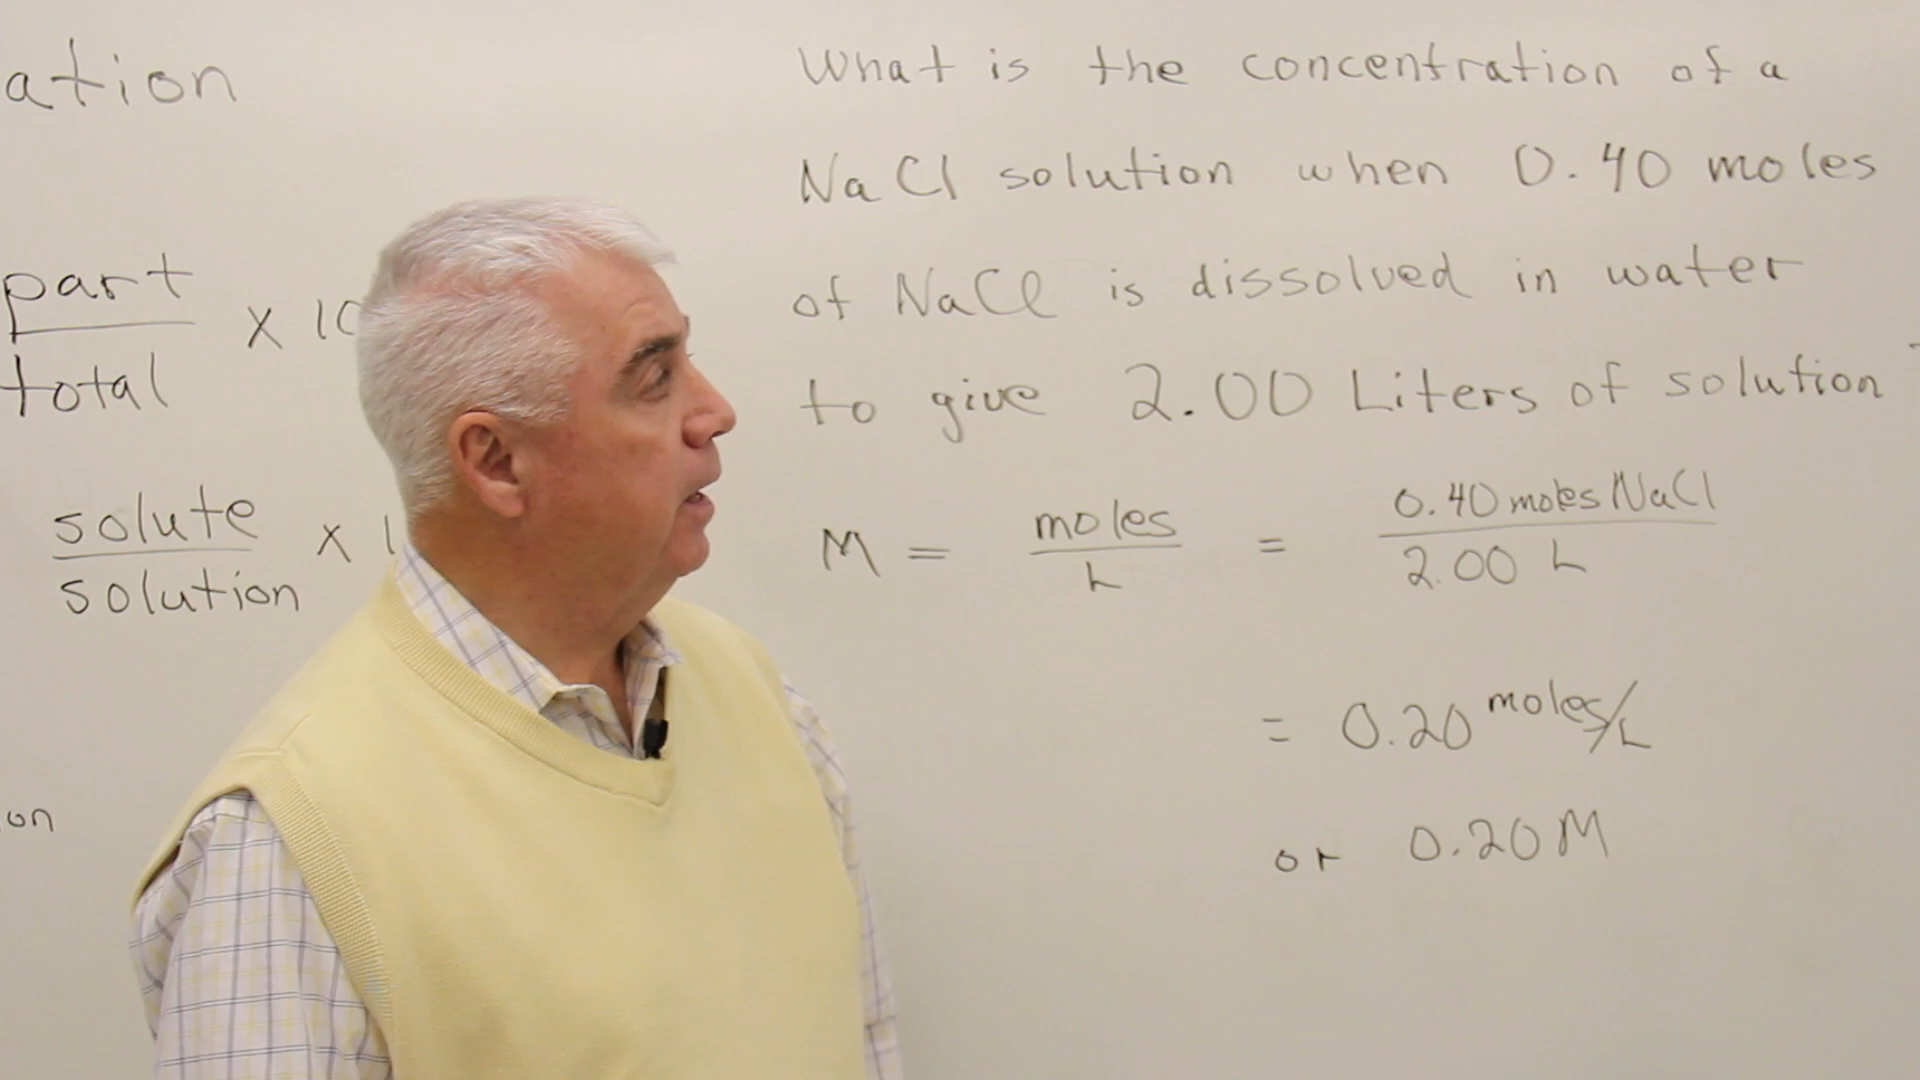 ation
part
total
x 10
solute
solution
x 1
on
What is the concentration of a
NaCl solution when 0.40 moles
of NaCl is dissolved in water
to give 2.00 Liters of solution
M = moles / L = 0.40 moles NaCl / 2.00 L
= 0.20 moles/L
or 0.20 M